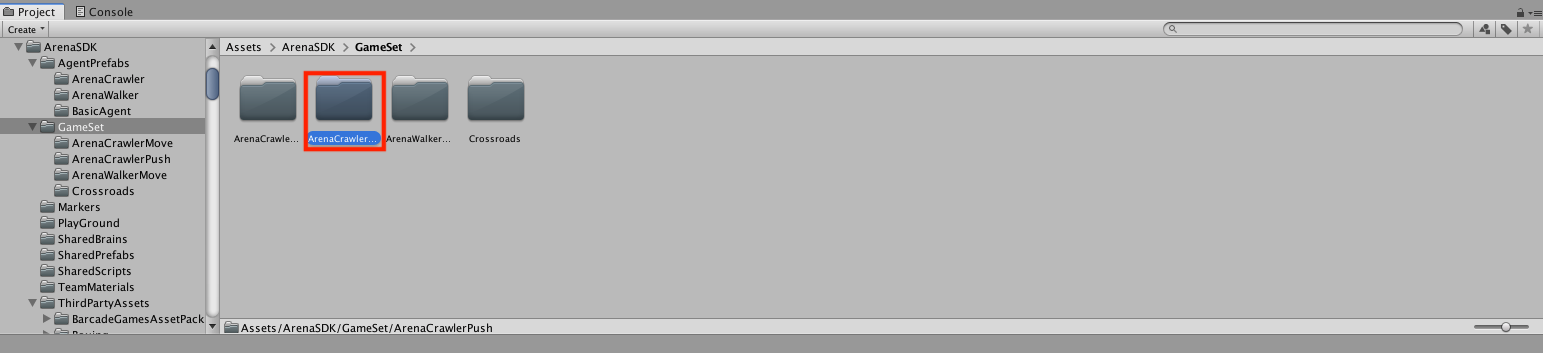 Project Console
Create
Assets > ArenaSDK > GameSet >
ArenaSDK
AgentPrefabs
ArenaCrawler
ArenaWalker
BasicAgent
GameSet
ArenaCrawlerMove
ArenaCrawlerPush
ArenaWalkerMove
Crossroads
Markers
PlayGround
SharedBrains
SharedPrefabs
SharedScripts
TeamMaterials
ThirdPartyAssets
BarcadeGamesAssetPack
ArenaCrawle... ArenaCrawler... ArenaWalker... Crossroads
Assets/ArenaSDK/GameSet/ArenaCrawlerPush